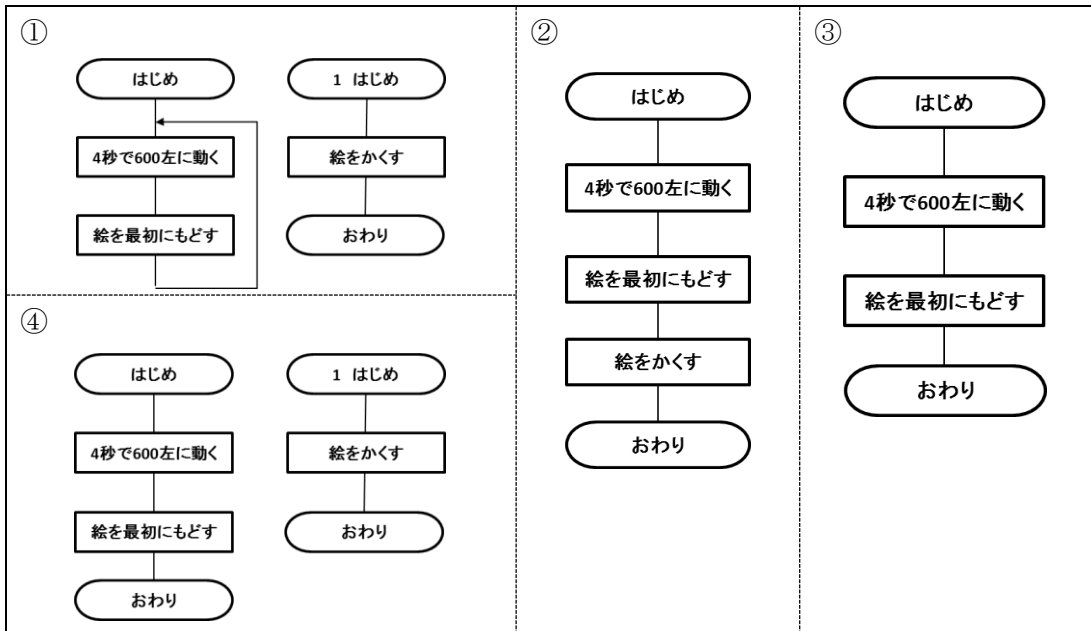 ①
はじめ
4秒で600左に動く
絵を最初にもどす
1 はじめ
絵をかくす
おわり
②
はじめ
4秒で600左に動く
絵を最初にもどす
絵をかくす
おわり
③
はじめ
4秒で600左に動く
絵を最初にもどす
おわり
④
はじめ
4秒で600左に動く
絵を最初にもどす
おわり
1 はじめ
絵をかくす
おわり